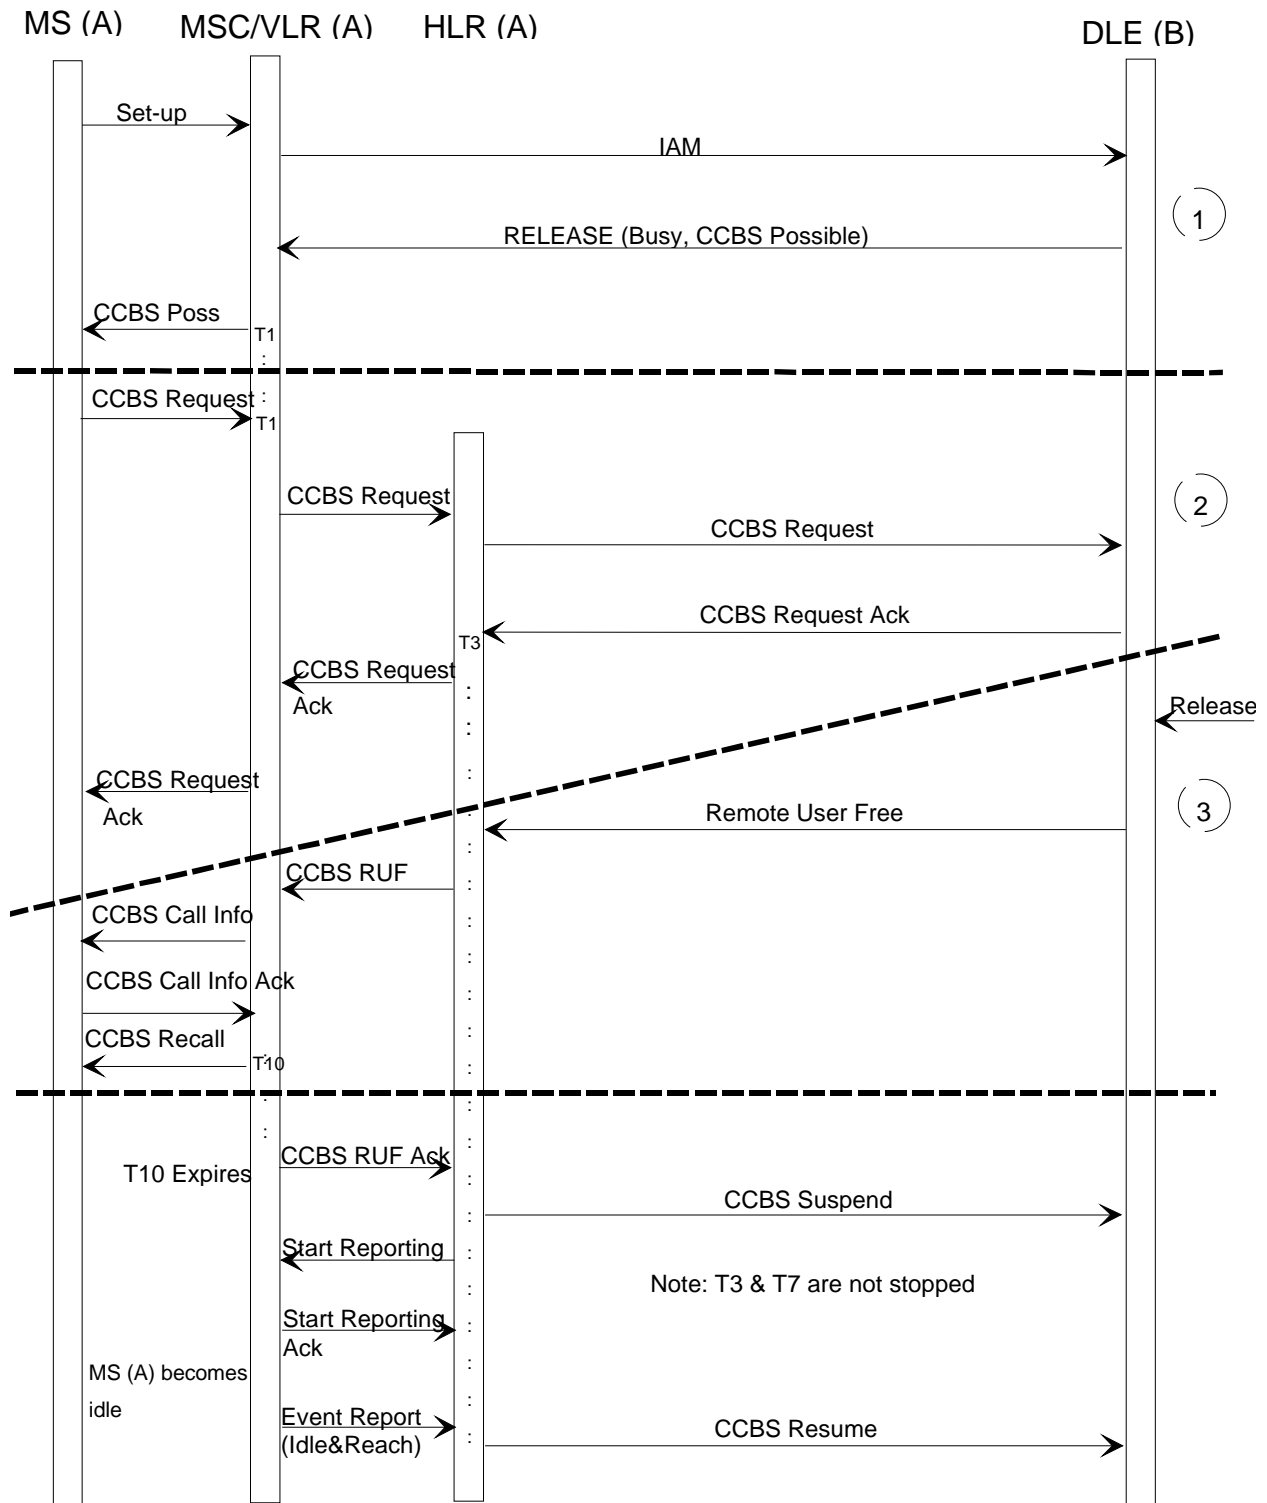 MS (A) MSC/VLR (A) HLR (A) DLE (B)
Set-up
IAM
1
RELEASE (Busy, CCBS Possible)
CCBS Poss
T1
:
CCBS Request
:
T1
CCBS Request
2
CCBS Request
CCBS Request Ack
T3
CCBS Request
Ack
Release
CCBS Request
Ack
Remote User Free
3
CCBS RUF
CCBS Call Info
CCBS Call Info Ack
CCBS Recall
T10
CCBS RUF Ack
T10 Expires
CCBS Suspend
Start Reporting
Note: T3 & T7 are not stopped
Start Reporting
Ack
MS (A) becomes
idle
Event Report
(Idle&Reach)
CCBS Resume